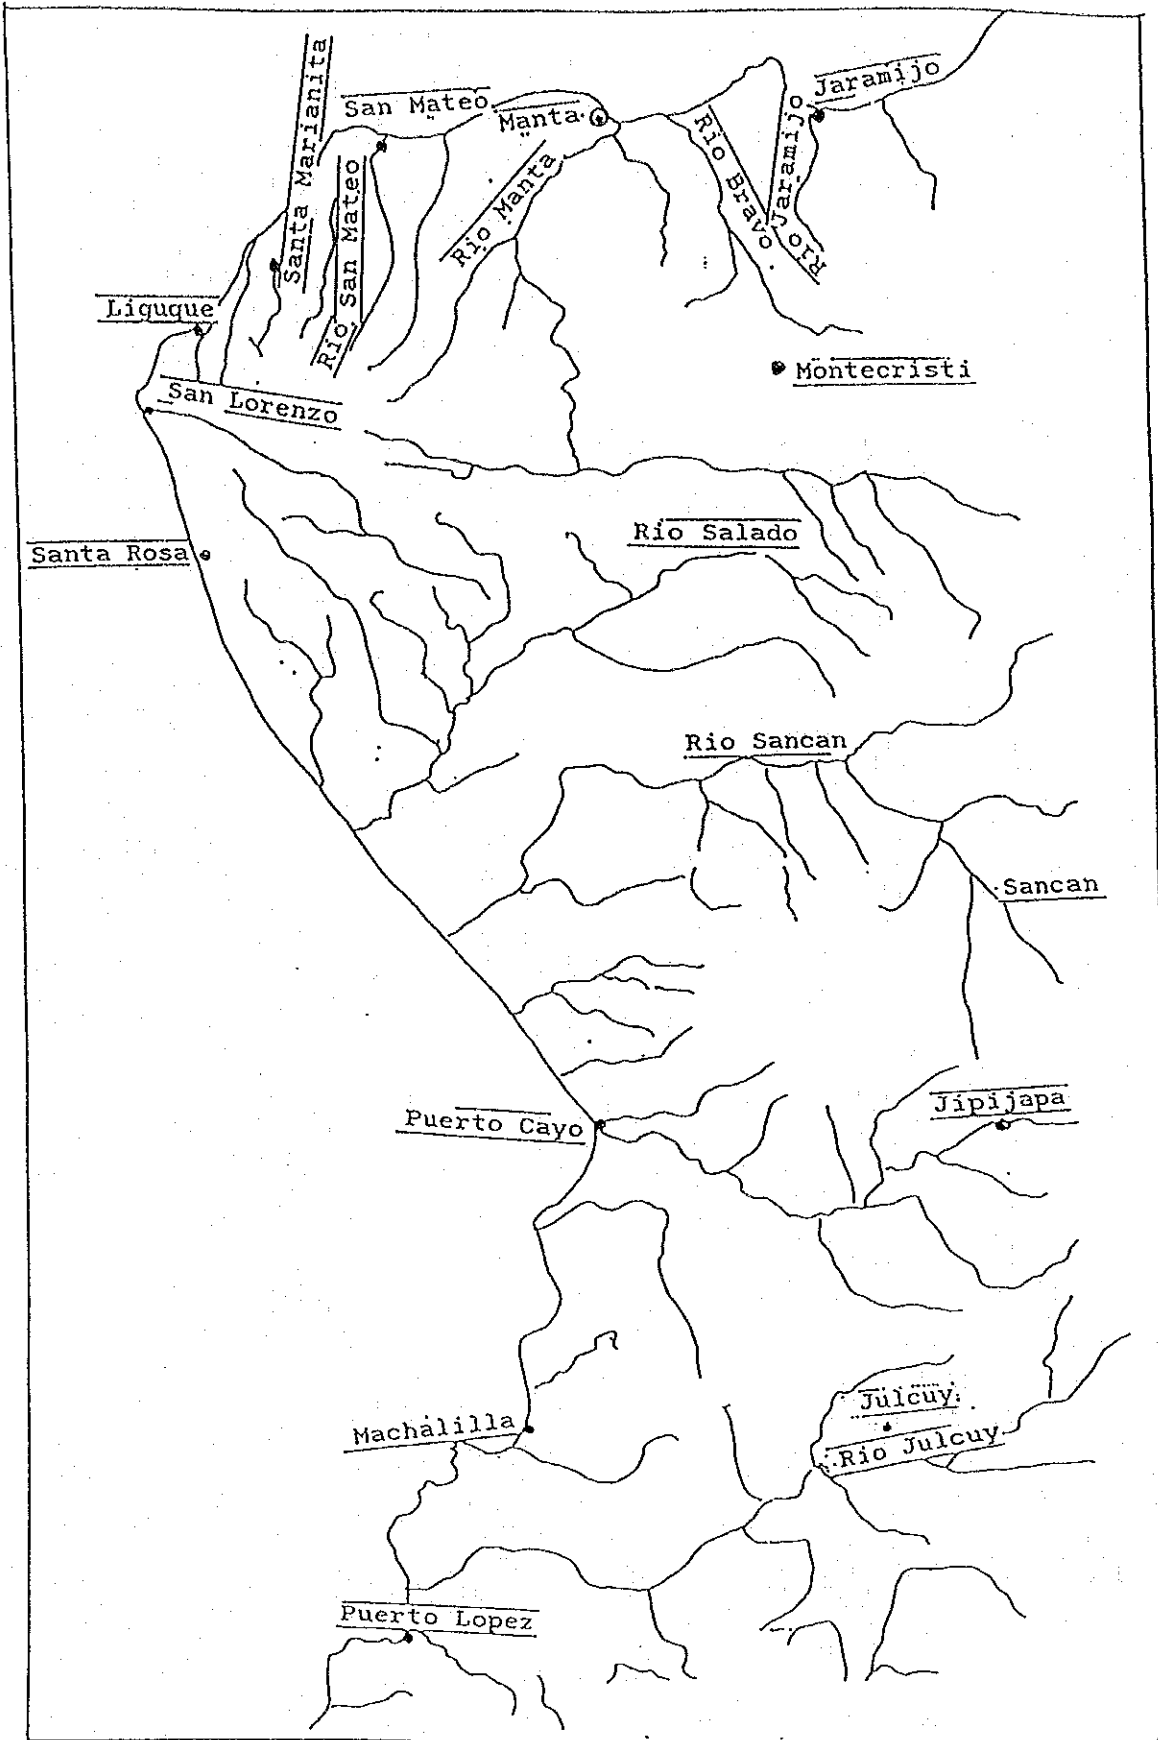 Jaramijo
Santa Marianita
San Mateo
Manta
Rio Bravo
Rio Jaramijo
Rio San Mateo
Rio Manta
Liguque
San Lorenzo
Montecristi
Santa Rosa
Rio Salado
Rio Sancan
Sancan
Puerto Cayo
Jipijapa
Julcuy
Machalilla
Rio Julcuy
Puerto Lopez